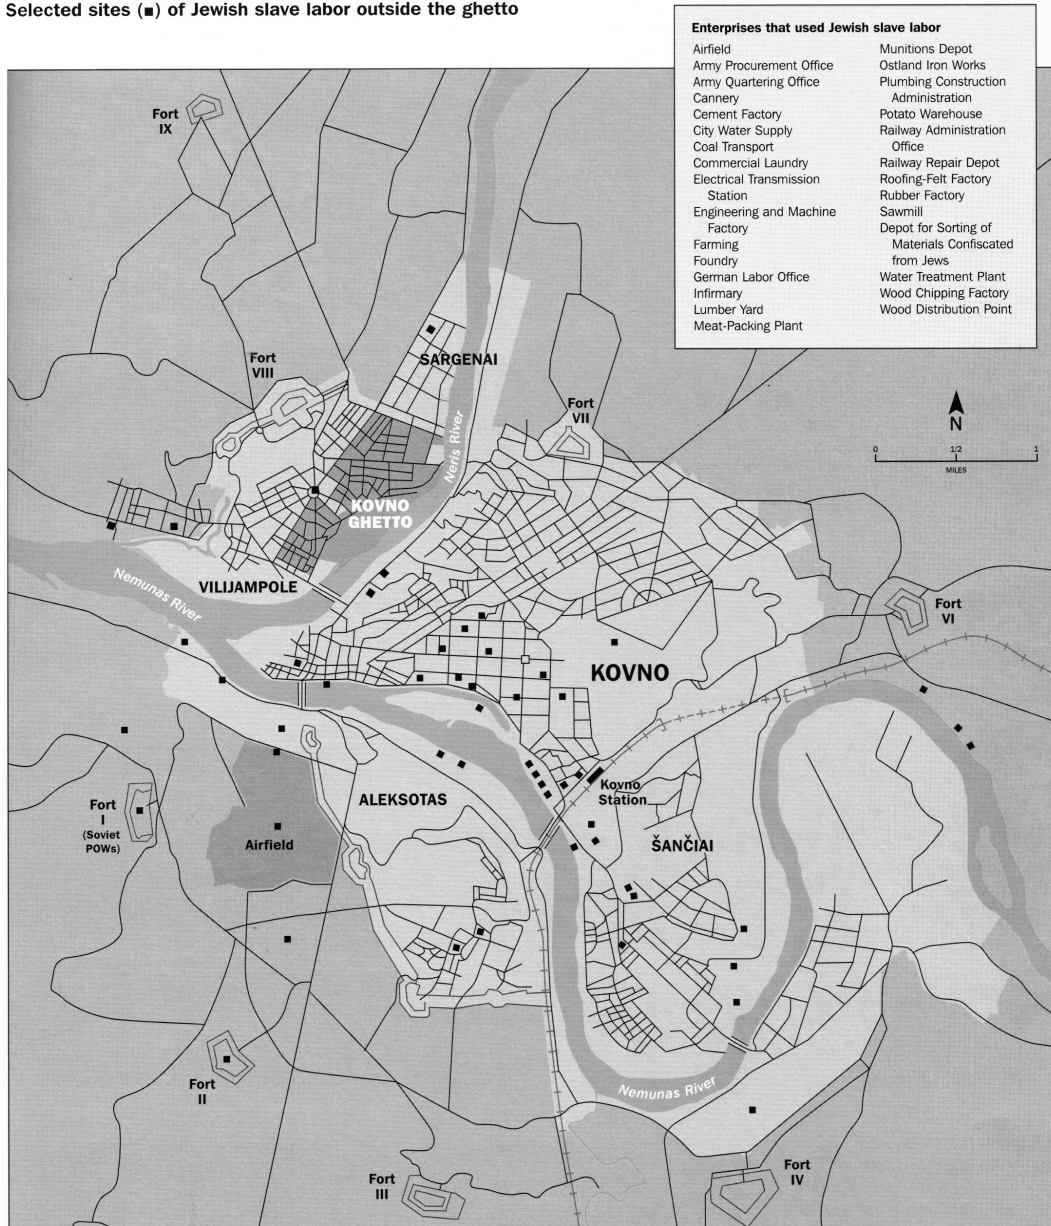 Selected sites (■) of Jewish slave labor outside the ghetto
Enterprises that used Jewish slave labor
Airfield
Army Procurement Office
Army Quartering Office
Cannery
Cement Factory
City Water Supply
Coal Transport
Commercial Laundry
Electrical Transmission
Station
Engineering and Machine
Factory
Farming
Foundry
German Labor Office
Infirmary
Lumber Yard
Meat-Packing Plant
Munitions Depot
Ostland Iron Works
Plumbing Construction
Administration
Potato Warehouse
Railway Administration
Office
Railway Repair Depot
Roofing-Felt Factory
Rubber Factory
Sawmill
Depot for Sorting of
Materials Confiscated
from Jews
Water Treatment Plant
Wood Chipping Factory
Wood Distribution Point
Fort
IX
SARGENAI
Fort
VIII
Fort
VII
Neris River
N
0 1/2 1
MILES
KOVNO
GHETTO
Nemunas River
VILIJAMPOLE
Fort
VI
KOVNO
Kovno
Station
ALEKSOTAS
Fort
I
(Soviet
POWs)
Airfield
ŠANČIAI
Fort
II
Nemunas River
Fort
III
Fort
IV